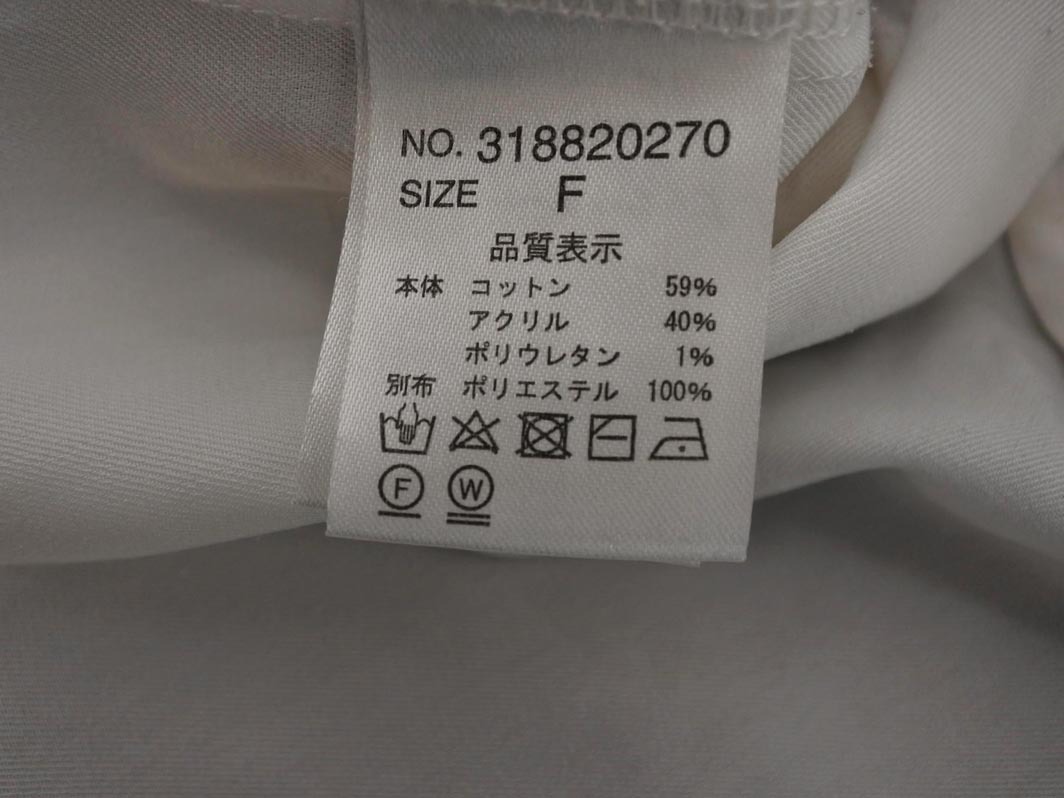 NO. 318820270
SIZE F
品質表示
本体 コットン 59%
アクリル 40%
ポリウレタン 1%
別布 ポリエステル 100%
F W